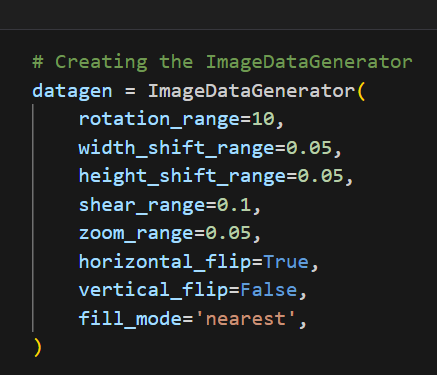 # Creating the ImageDataGenerator
datagen = ImageDataGenerator(
    rotation_range=10,
    width_shift_range=0.05,
    height_shift_range=0.05,
    shear_range=0.1,
    zoom_range=0.05,
    horizontal_flip=True,
    vertical_flip=False,
    fill_mode='nearest',
)